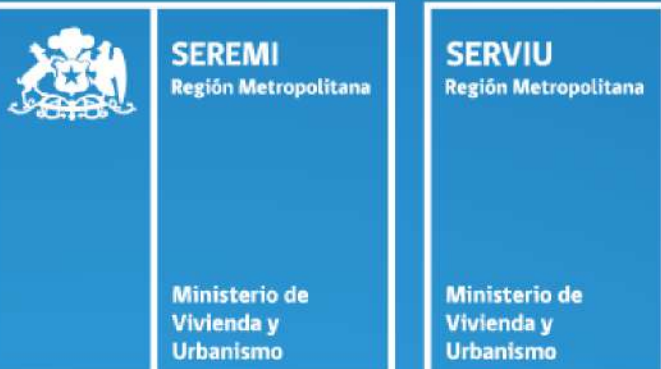 SEREMI
Región Metropolitana
Ministerio de
Vivienda y
Urbanismo
SERVIU
Región Metropolitana
Ministerio de
Vivienda y
Urbanismo